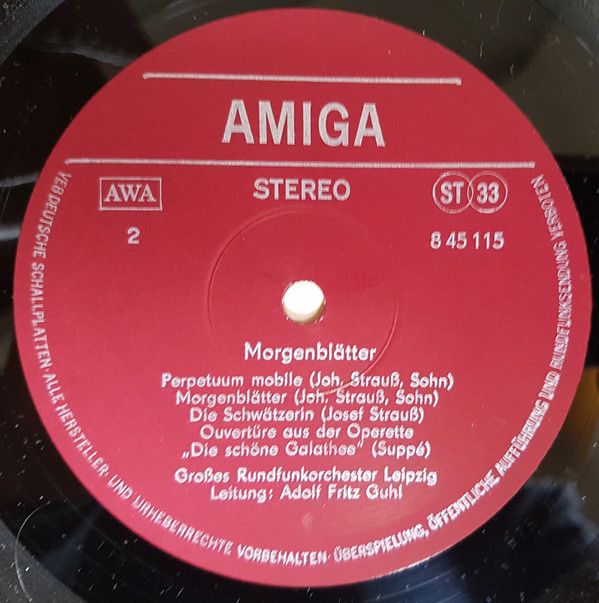 AMIGA
AWA
STEREO
ST 33
2
8 45 115
Morgenblätter
Perpetuum mobile (Joh. Strauß, Sohn)
Morgenblätter (Joh. Strauß, Sohn)
Die Schwätzerin (Josef Strauß)
Ouvertüre aus der Operette
„Die schöne Galathee" (Suppé)
Großes Rundfunkorchester Leipzig
Leitung: Adolf Fritz Guhl
VEB DEUTSCHE SCHALLPLATTEN · ALLE HERSTELLER- UND URHEBERRECHTE VORBEHALTEN · ÜBERSPIELUNG, ÖFFENTLICHE AUFFÜHRUNG UND RUNDFUNKSENDUNG VERBOTEN